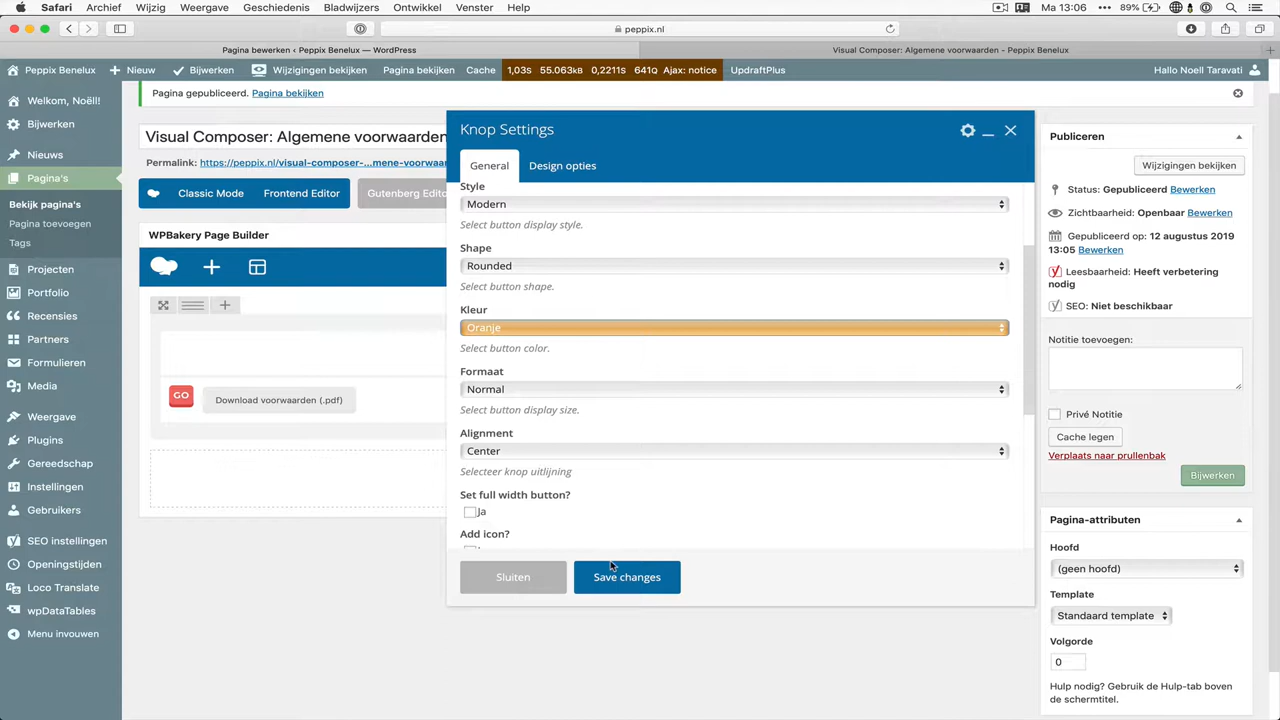 Safari Archief Wijzig Weergave Geschiedenis Bladwijzers Ontwikkel Venster Help Ma 13:06 89%
peppix.nl
Pagina bewerken ‹ Peppix Benelux — WordPress Visual Composer: Algemene voorwaarden - Peppix Benelux
Peppix Benelux Nieuw Bijwerken Wijzigingen bekijken Pagina bekijken Cache 1,03S 55.063kB 0,2211S 641Q Ajax: notice UpdraftPlus Hallo Noell Taravati
Welkom, Noëll!
Bijwerken
Nieuws
Pagina's
Bekijk pagina's
Pagina toevoegen
Tags
Projecten
Portfolio
Recensies
Partners
Formulieren
Media
Weergave
Plugins
Gereedschap
Instellingen
Gebruikers
SEO instellingen
Openingstijden
Loco Translate
wpDataTables
Menu invouwen
Pagina gepubliceerd. Pagina bekijken
Visual Composer: Algemene voorwaarden
Permalink: https://peppix.nl/visual-composer-...mene-voorwaar
Classic Mode Frontend Editor Gutenberg Edito
WPBakery Page Builder
GO Download voorwaarden (.pdf)
Knop Settings
General Design opties
Style
Modern
Select button display style.
Shape
Rounded
Select button shape.
Kleur
Oranje
Select button color.
Formaat
Normal
Select button display size.
Alignment
Center
Selecteer knop uitlijning
Set full width button?
Ja
Add icon?
Sluiten Save changes
Publiceren
Wijzigingen bekijken
Status: Gepubliceerd Bewerken
Zichtbaarheid: Openbaar Bewerken
Gepubliceerd op: 12 augustus 2019
13:05 Bewerken
Leesbaarheid: Heeft verbetering
nodig
SEO: Niet beschikbaar
Notitie toevoegen:
Privé Notitie
Cache legen
Verplaats naar prullenbak
Bijwerken
Pagina-attributen
Hoofd
(geen hoofd)
Template
Standaard template
Volgorde
0
Hulp nodig? Gebruik de Hulp-tab boven
de schermtitel.